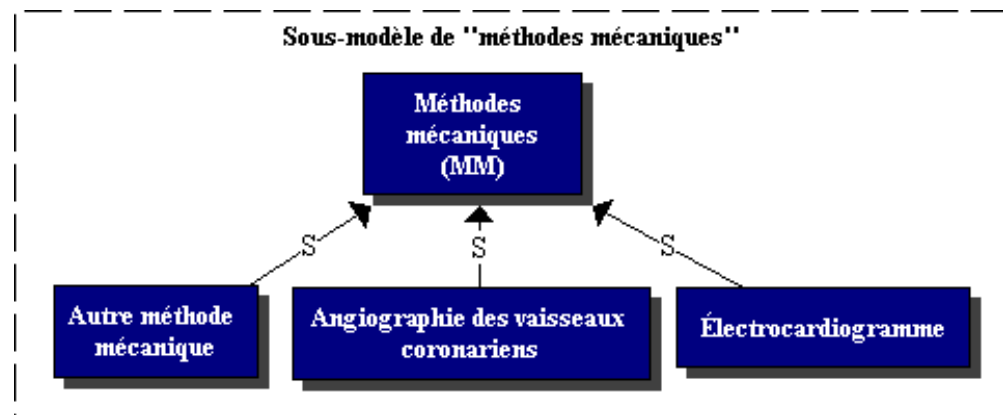 Sous-modèle de "méthodes mécaniques"
Méthodes
mécaniques
(MM)
S
S
S
Autre méthode
mécanique
Angiographie des vaisseaux
coronariens
Électrocardiogramme